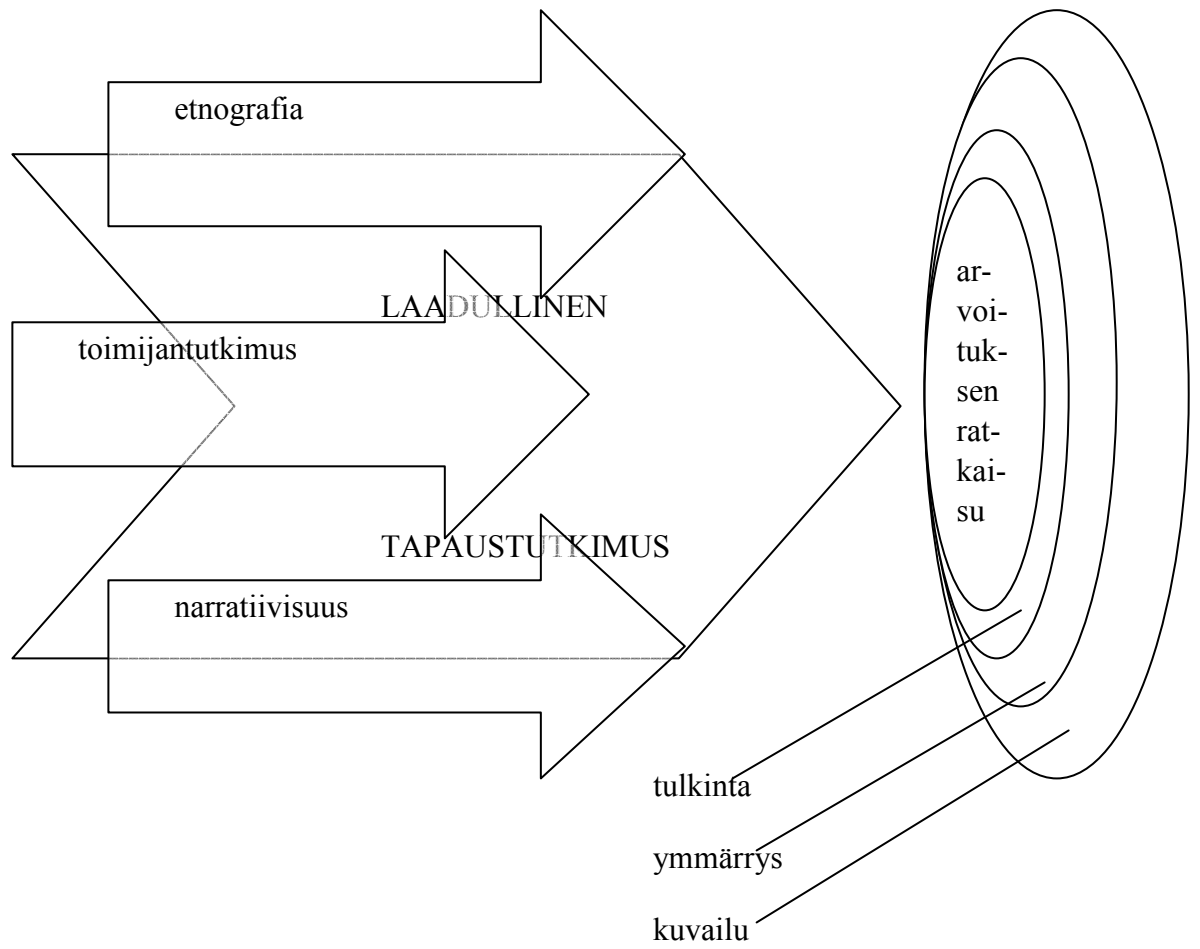 etnografia
LAADULLINEN
toimijantutkimus
TAPAUSTUTKIMUS
narratiivisuus
ar-
voi-
tuk-
sen
rat-
kai-
su
tulkinta
ymmärrys
kuvailu